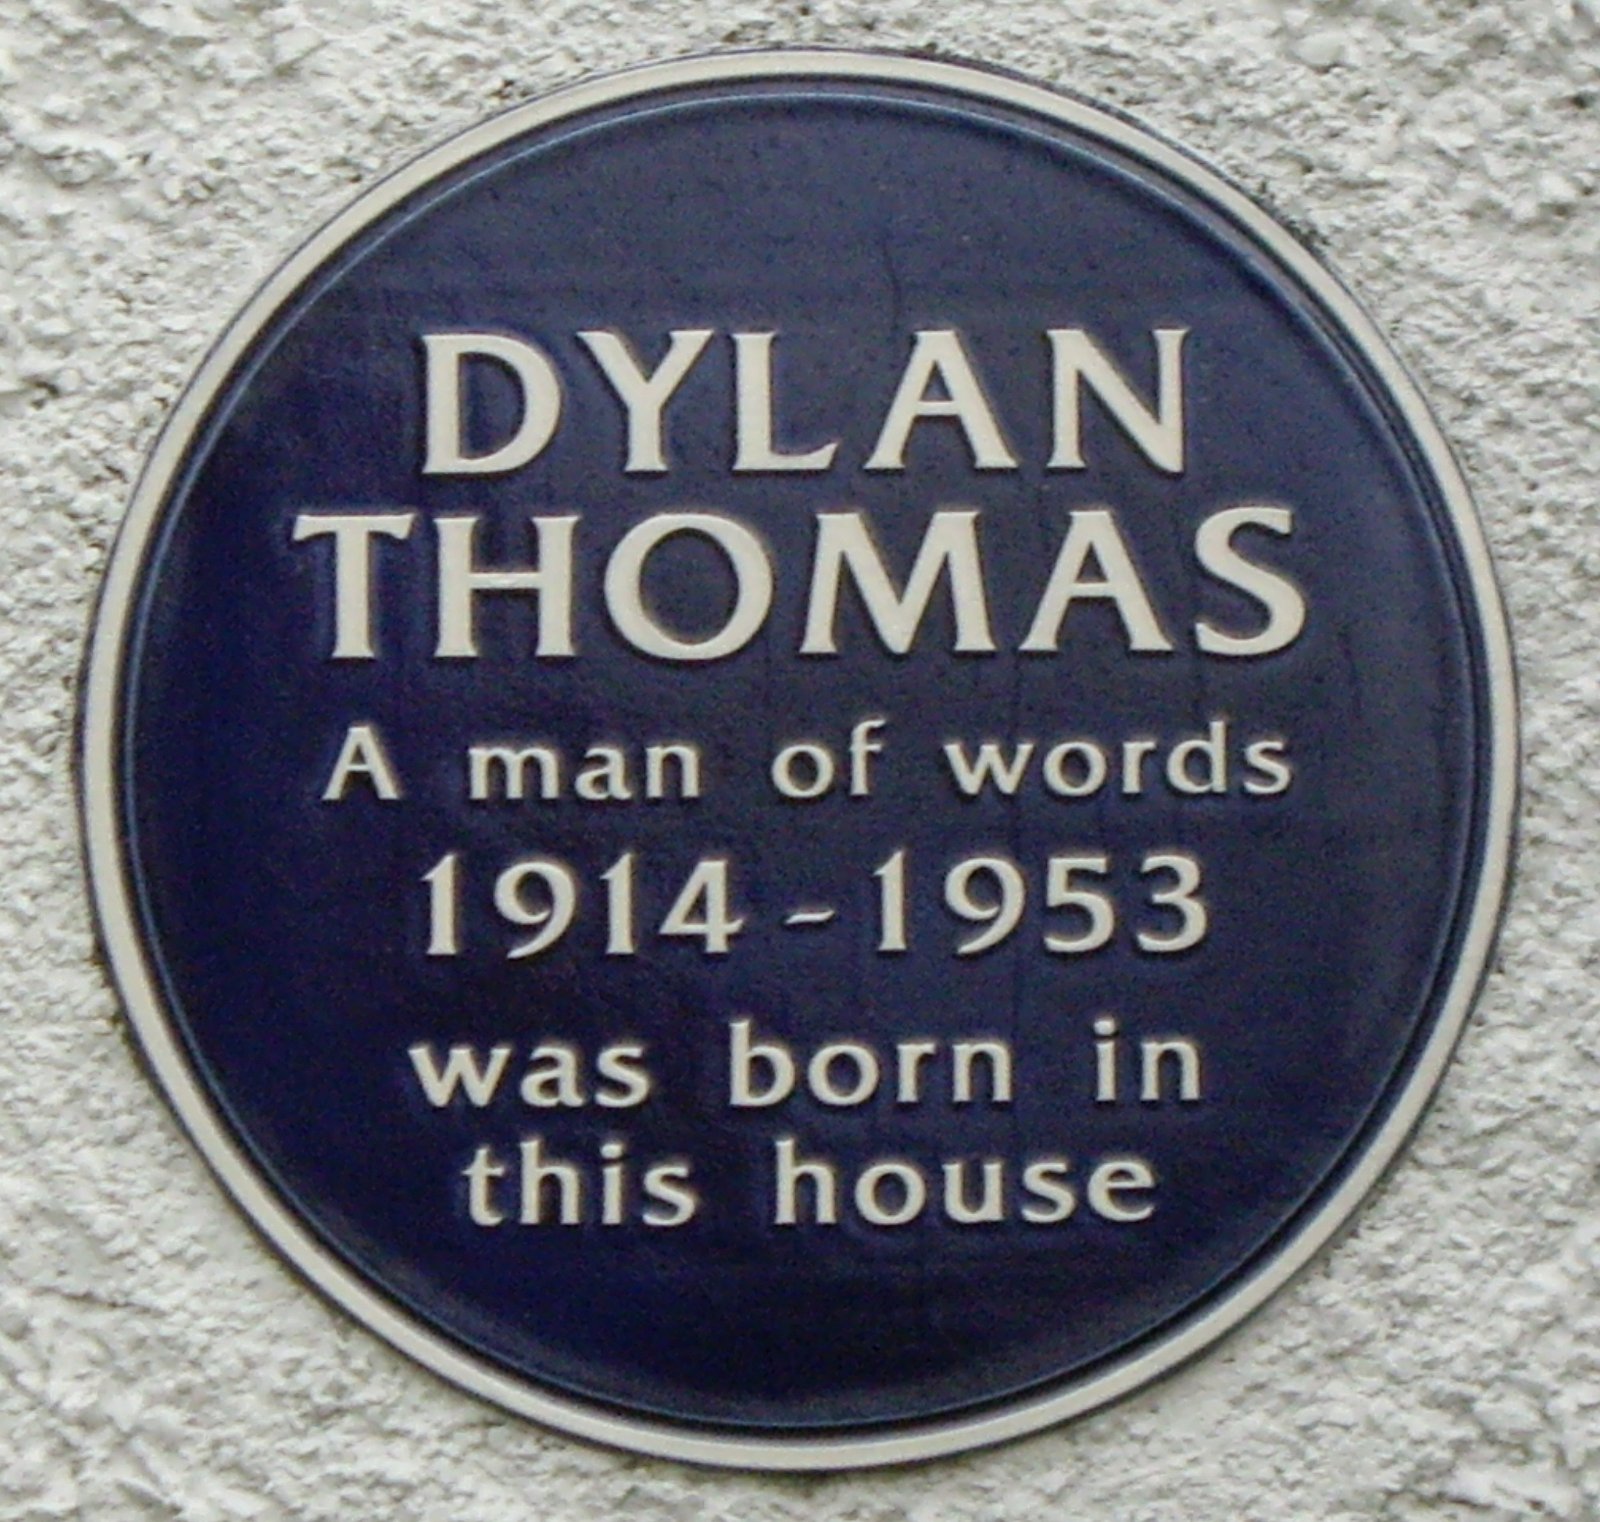 DYLAN
THOMAS
A man of words
1914-1953
was born in
this house